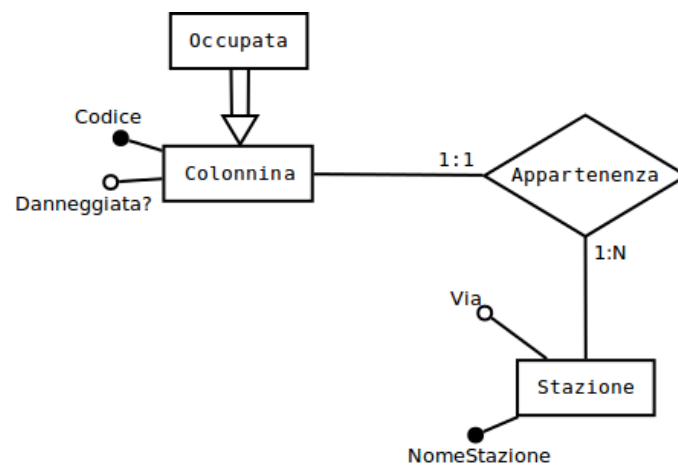 Occupata
Codice
Colonnina
Danneggiata?
1:1
Appartenenza
1:N
Via
Stazione
NomeStazione